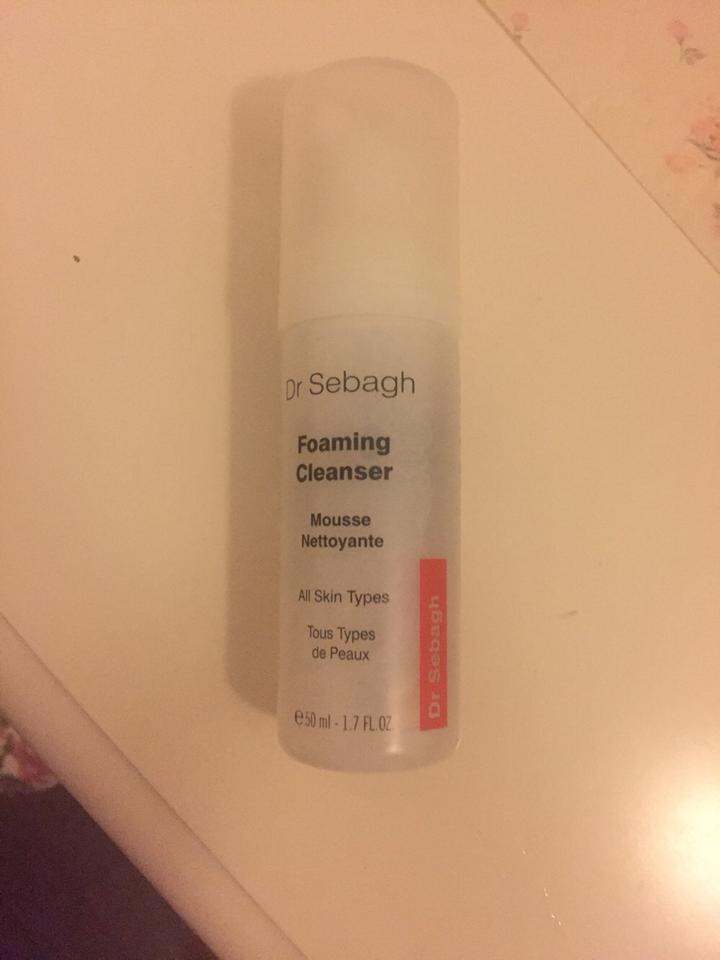 Dr Sebagh
Foaming
Cleanser
Mousse
Nettoyante
All Skin Types
Tous Types
de Peaux
℮50 ml - 1.7 FL.OZ
Dr Sebagh